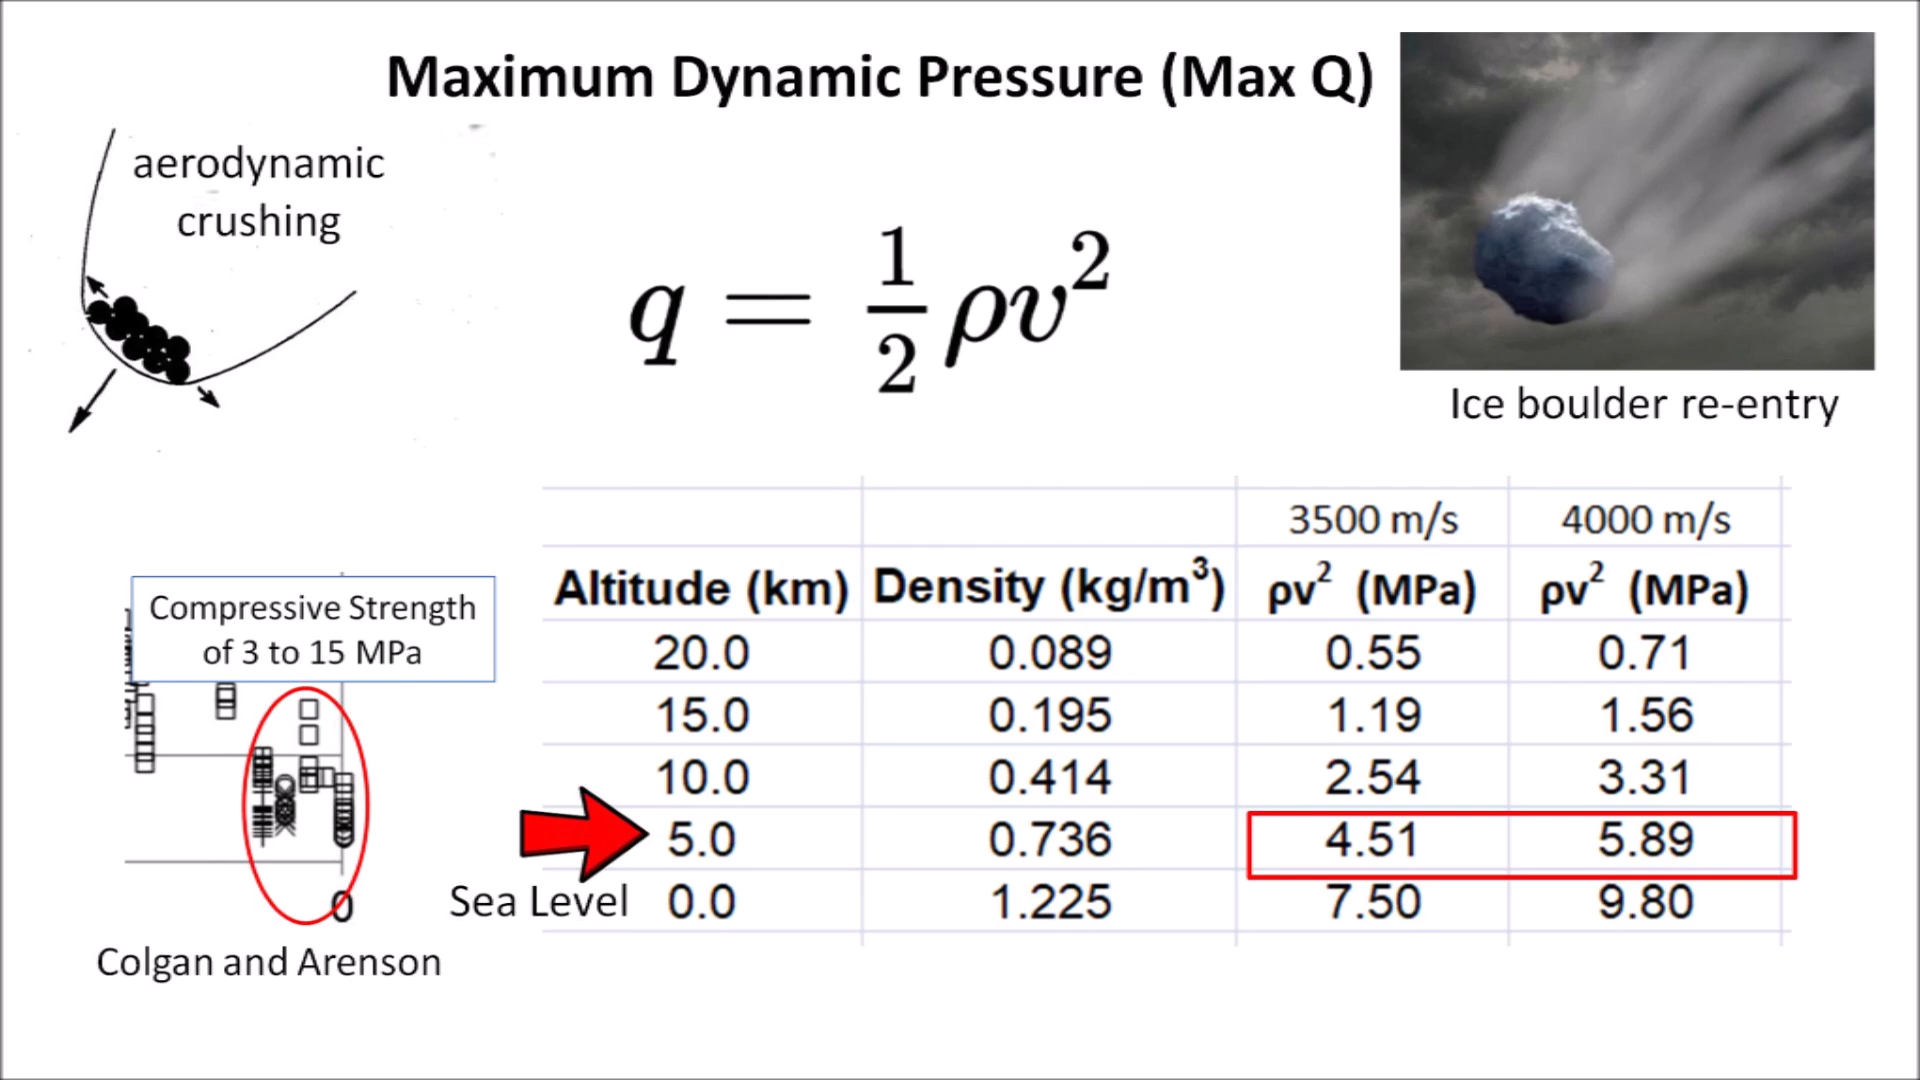 Maximum Dynamic Pressure (Max Q)
aerodynamic
crushing
q = 1/2 ρv²
Ice boulder re-entry
3500 m/s 4000 m/s
Altitude (km) Density (kg/m³) ρv² (MPa) ρv² (MPa)
20.0 0.089 0.55 0.71
15.0 0.195 1.19 1.56
10.0 0.414 2.54 3.31
5.0 0.736 4.51 5.89
Sea Level 0.0 1.225 7.50 9.80
Compressive Strength
of 3 to 15 MPa
0
Colgan and Arenson